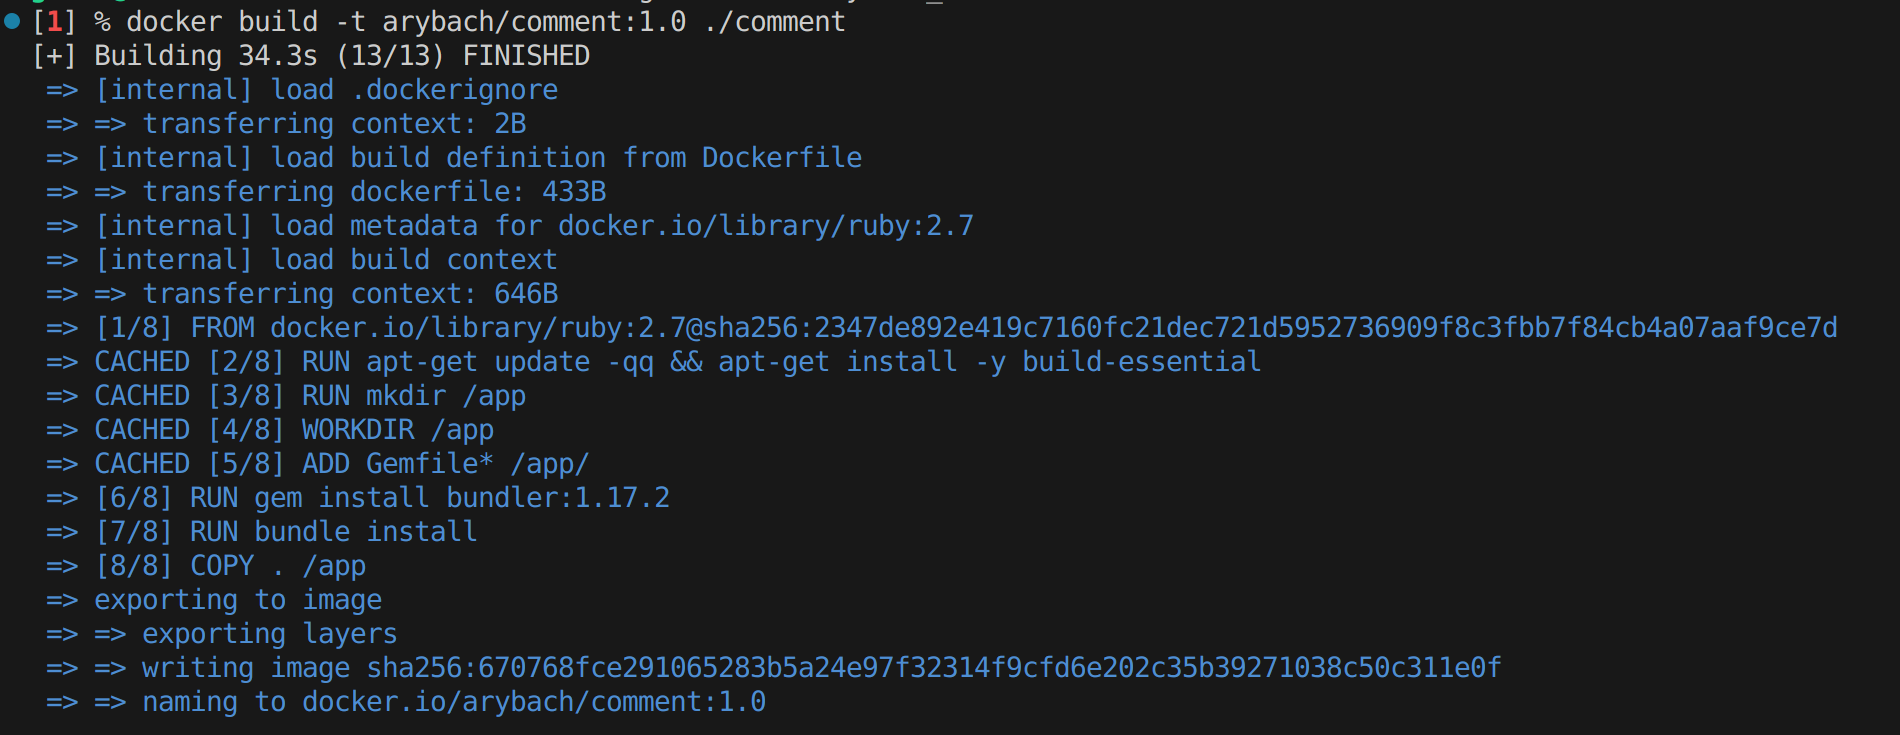 [1] % docker build -t arybach/comment:1.0 ./comment
[+] Building 34.3s (13/13) FINISHED
=> [internal] load .dockerignore
=> => transferring context: 2B
=> [internal] load build definition from Dockerfile
=> => transferring dockerfile: 433B
=> [internal] load metadata for docker.io/library/ruby:2.7
=> [internal] load build context
=> => transferring context: 646B
=> [1/8] FROM docker.io/library/ruby:2.7@sha256:2347de892e419c7160fc21dec721d5952736909f8c3fbb7f84cb4a07aaf9ce7d
=> CACHED [2/8] RUN apt-get update -qq && apt-get install -y build-essential
=> CACHED [3/8] RUN mkdir /app
=> CACHED [4/8] WORKDIR /app
=> CACHED [5/8] ADD Gemfile* /app/
=> [6/8] RUN gem install bundler:1.17.2
=> [7/8] RUN bundle install
=> [8/8] COPY . /app
=> exporting to image
=> => exporting layers
=> => writing image sha256:670768fce291065283b5a24e97f32314f9cfd6e202c35b39271038c50c311e0f
=> => naming to docker.io/arybach/comment:1.0